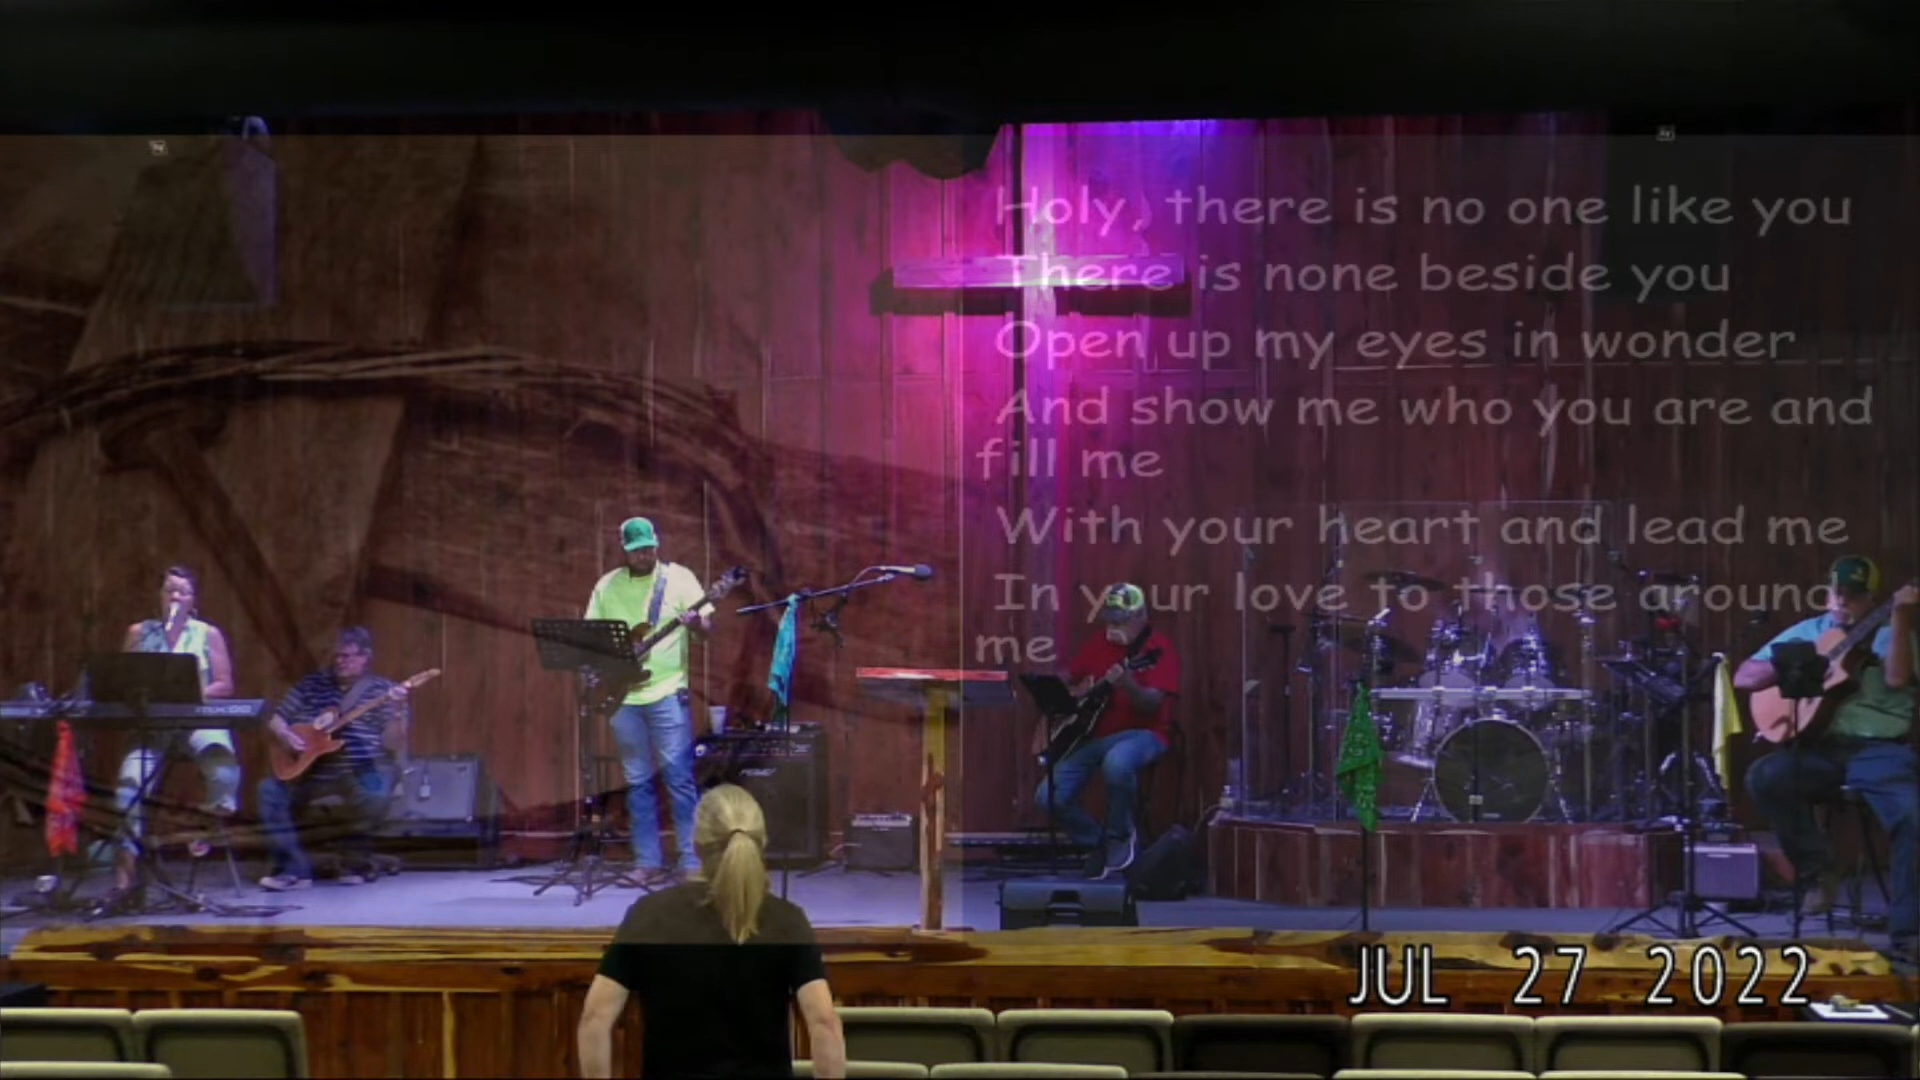 Holy, there is no one like you
There is none beside you
Open up my eyes in wonder
And show me who you are and
fill me
With your heart and lead me
In your love to those around
me
JUL 27 2022